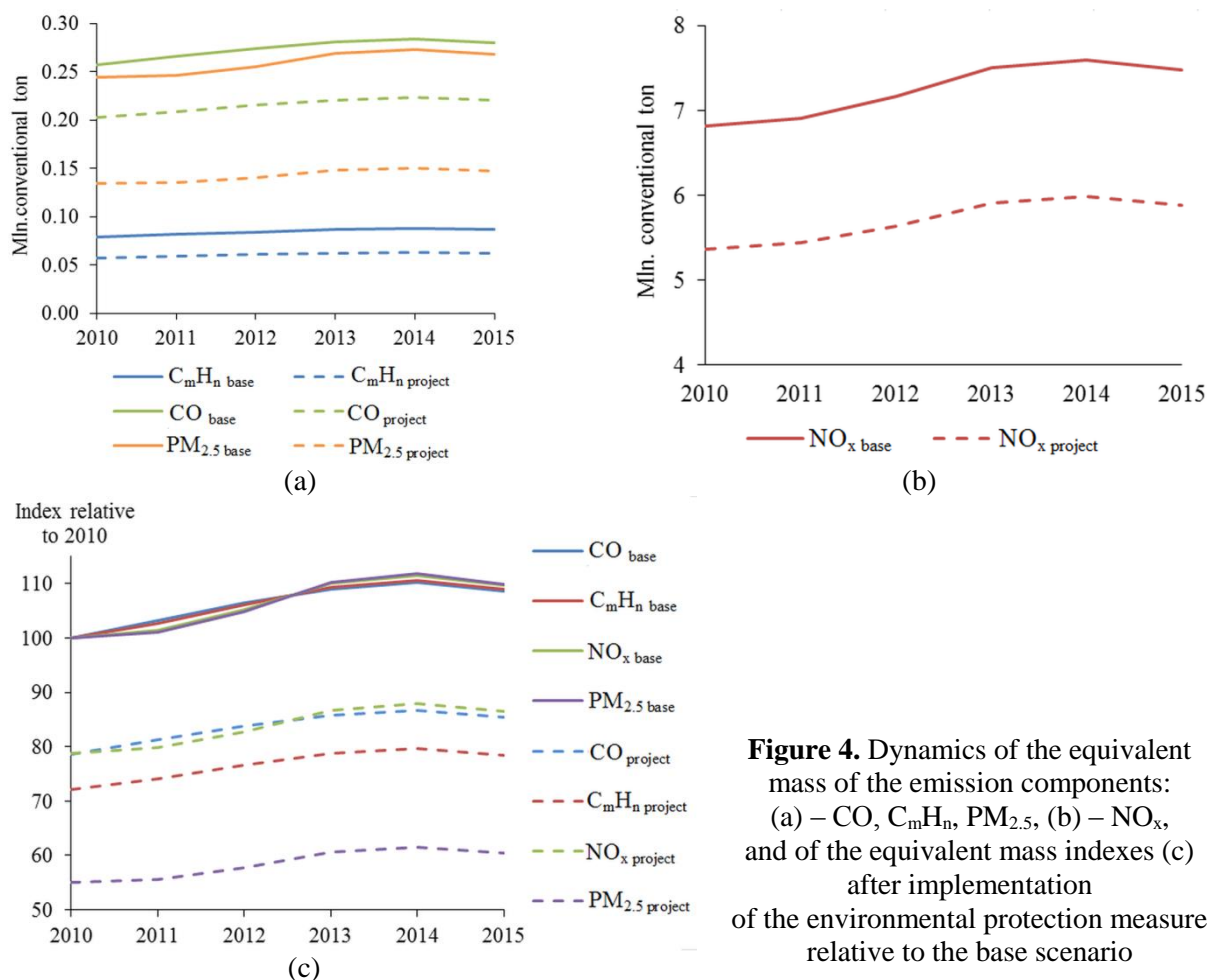 Mln.conventional ton
0.30
0.25
0.20
0.15
0.10
0.05
0.00
2010 2011 2012 2013 2014 2015
CmHn base CmHn project
CO base CO project
PM2.5 base PM2.5 project
(a)
Mln. conventional ton
8
7
6
5
4
2010 2011 2012 2013 2014 2015
NOx base NOx project
(b)
Index relative
to 2010
110
100
90
80
70
60
50
2010 2011 2012 2013 2014 2015
CO base
CmHn base
NOx base
PM2.5 base
CO project
CmHn project
NOx project
PM2.5 project
(c)
Figure 4. Dynamics of the equivalent
mass of the emission components:
(a) – CO, CmHn, PM2.5, (b) – NOx,
and of the equivalent mass indexes (c)
after implementation
of the environmental protection measure
relative to the base scenario